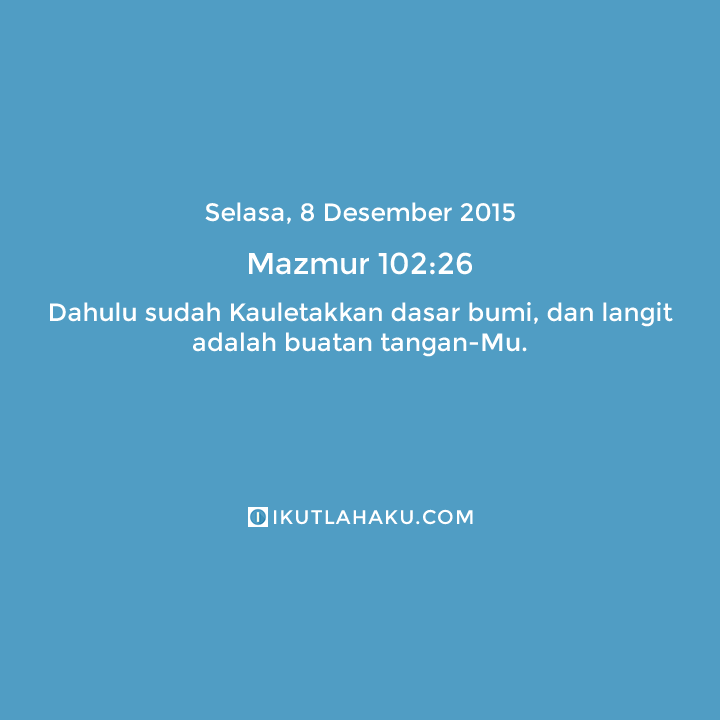 Selasa, 8 Desember 2015
Mazmur 102:26
Dahulu sudah Kauletakkan dasar bumi, dan langit
adalah buatan tangan-Mu.
IKUTLAHAKU.COM